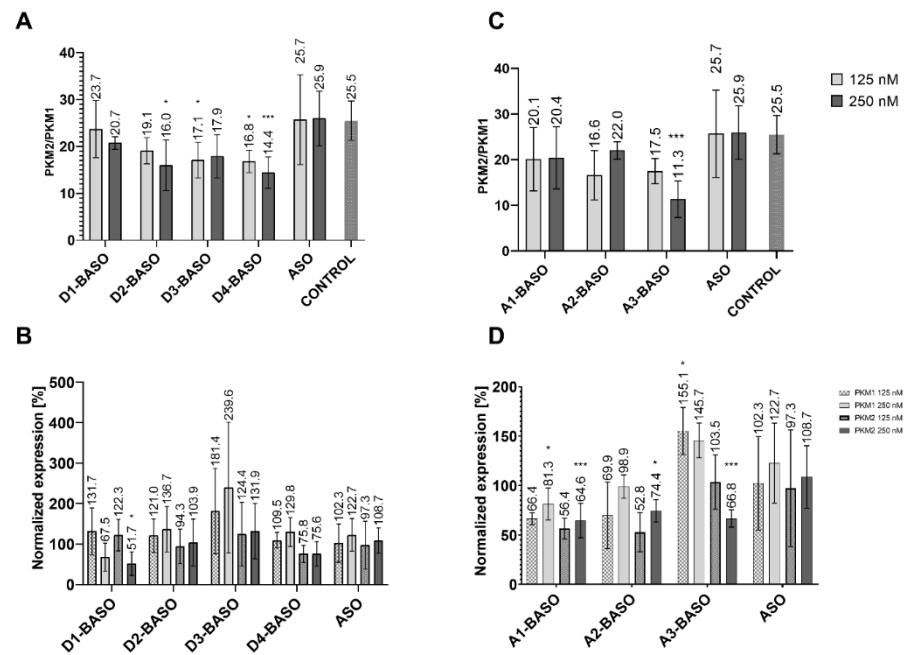 A
PKM2/PKM1
40
30
20
10
0
23.7
20.7
19.1
16.0
*
17.1
*
17.9
16.8
*
14.4
***
25.7
25.9
25.5
D1-BASO
D2-BASO
D3-BASO
D4-BASO
ASO
CONTROL
C
PKM2/PKM1
40
30
20
10
0
20.1
20.4
16.6
22.0
17.5
11.3
***
25.7
25.9
25.5
A1-BASO
A2-BASO
A3-BASO
ASO
CONTROL
125 nM
250 nM
B
Normalized expression [%]
500
400
300
200
100
0
131.7
67.5
122.3
51.7
*
121.0
136.7
94.3
103.9
181.4
239.6
124.4
131.9
109.5
129.8
75.8
75.6
102.3
122.7
97.3
108.7
D1-BASO
D2-BASO
D3-BASO
D4-BASO
ASO
D
Normalized expression [%]
200
150
100
50
0
66.4
81.3
*
56.4
64.6
***
69.9
98.9
52.8
74.4
*
155.1
*
145.7
103.5
66.8
***
102.3
122.7
97.3
108.7
A1-BASO
A2-BASO
A3-BASO
ASO
PKM1 125 nM
PKM1 250 nM
PKM2 125 nM
PKM2 250 nM